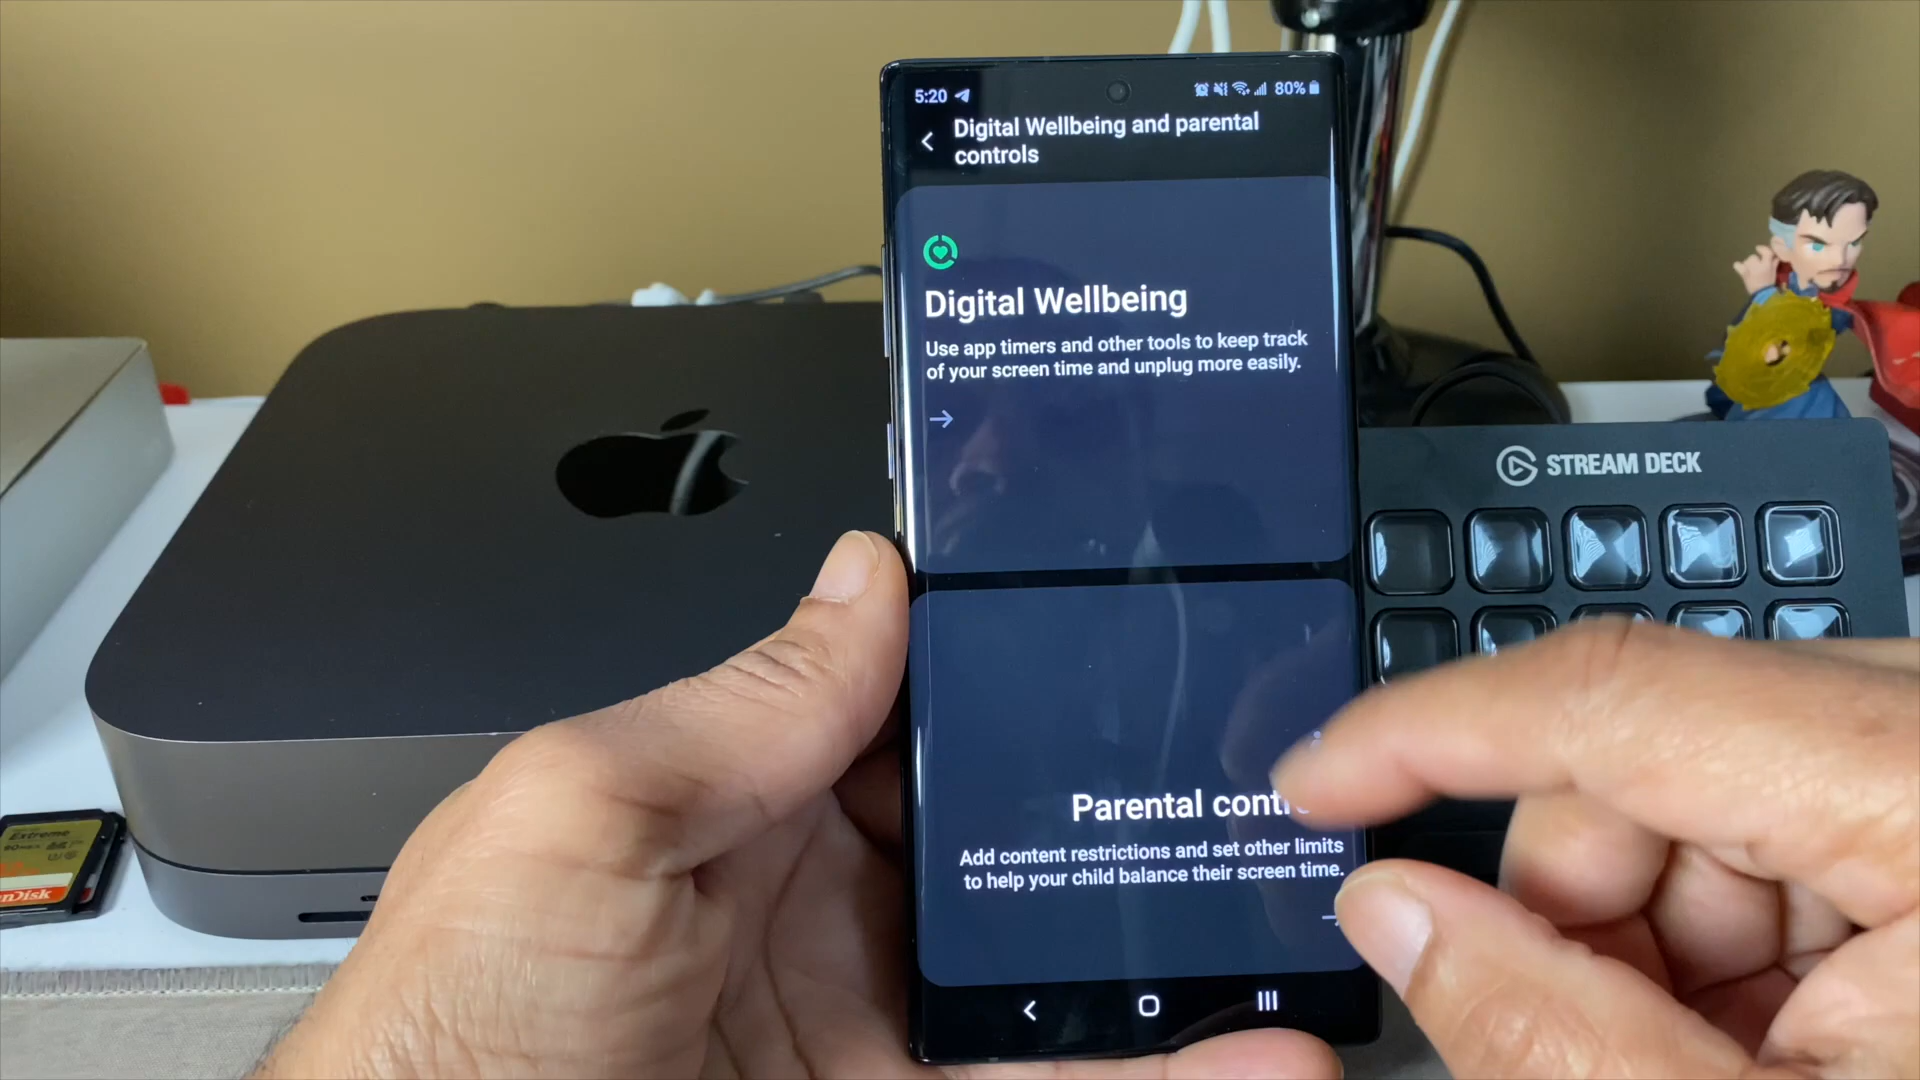 5:20
80%
Digital Wellbeing and parental
controls
Digital Wellbeing
Use app timers and other tools to keep track
of your screen time and unplug more easily.
Parental contr
Add content restrictions and set other limits
to help your child balance their screen time.
STREAM DECK
Extreme
nDisk